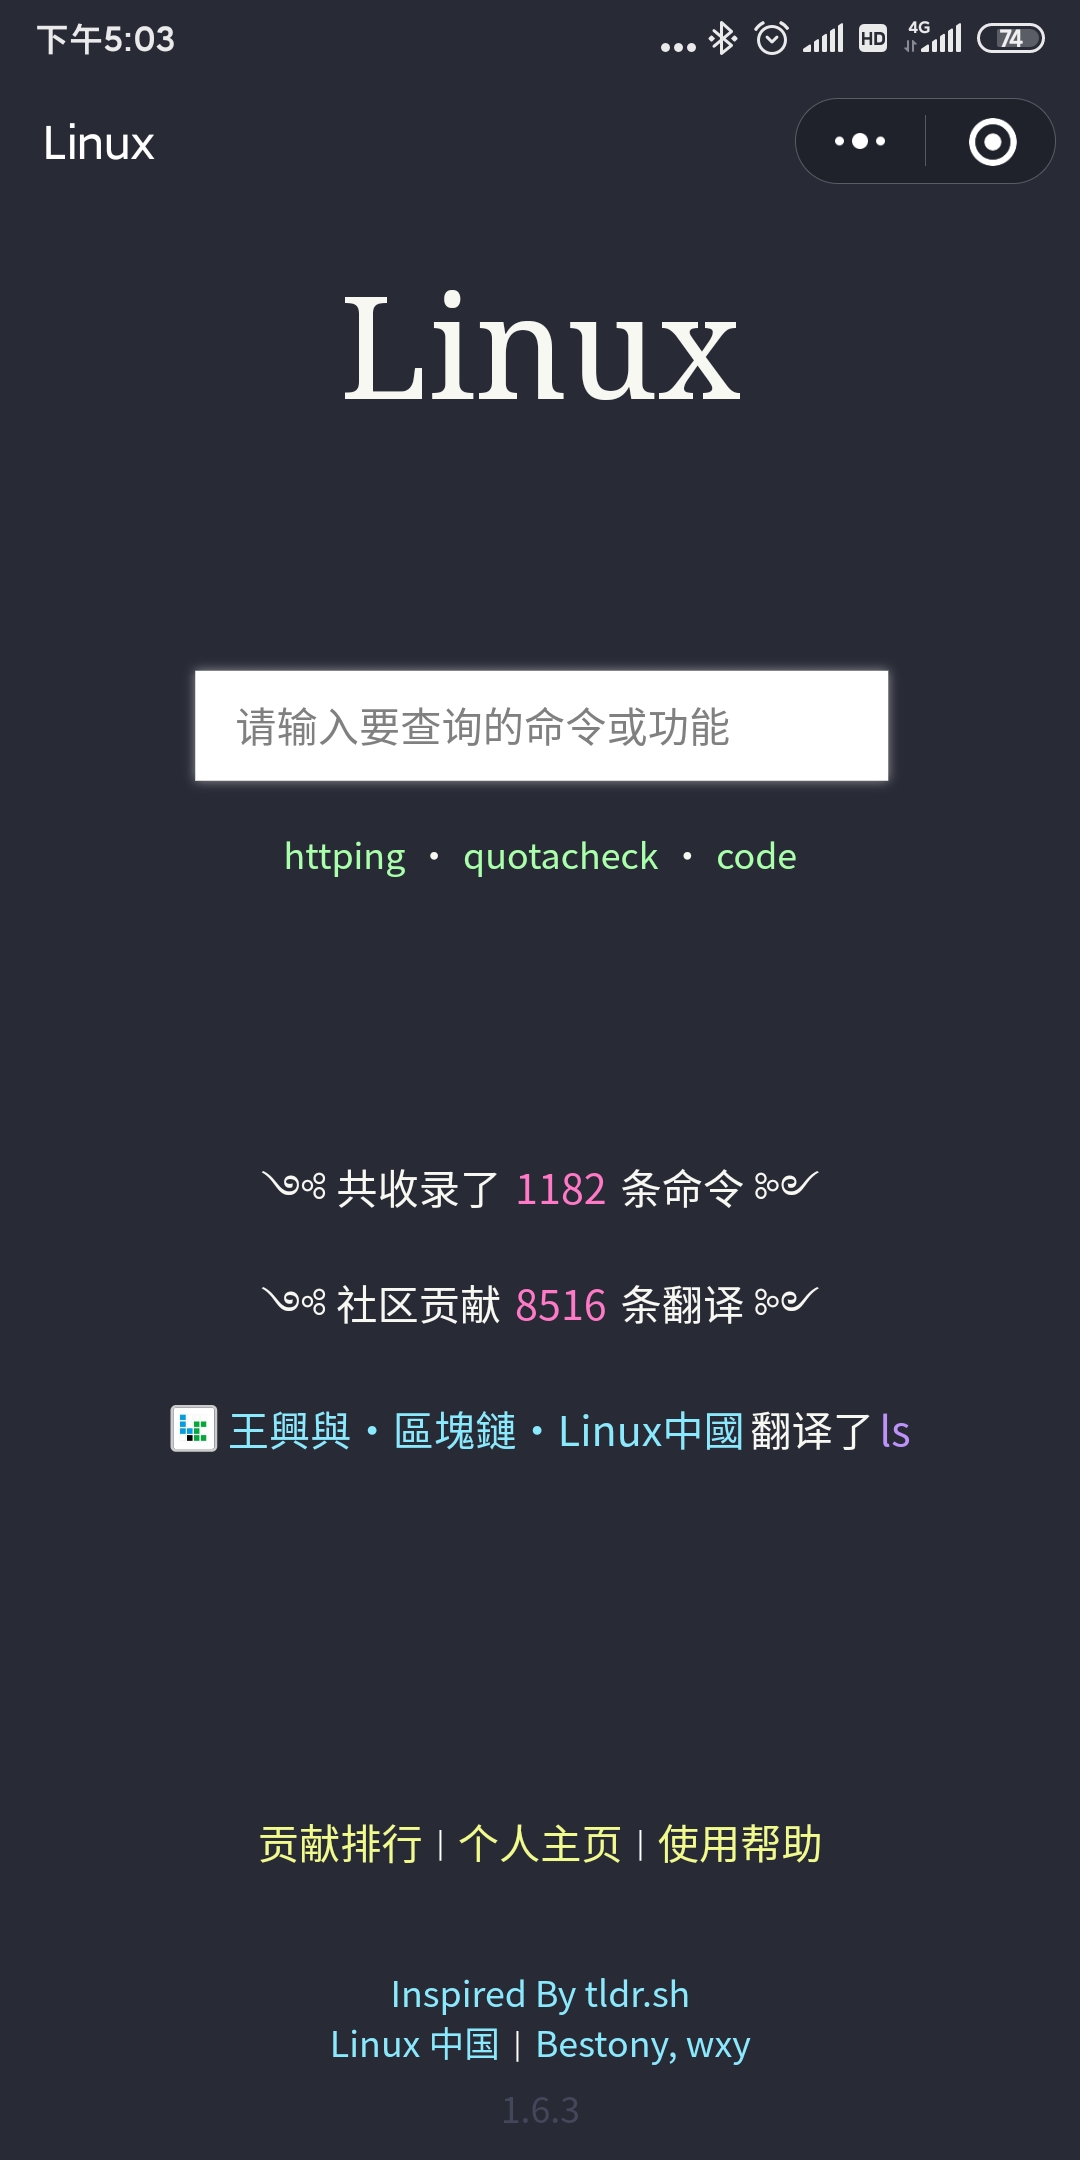 下午5:03
HD 4G 74
Linux
Linux
请输入要查询的命令或功能
httping · quotacheck · code
共收录了 1182 条命令
社区贡献 8516 条翻译
王興與·區塊鏈·Linux中國 翻译了 ls
贡献排行 | 个人主页 | 使用帮助
Inspired By tldr.sh
Linux 中国 | Bestony, wxy
1.6.3